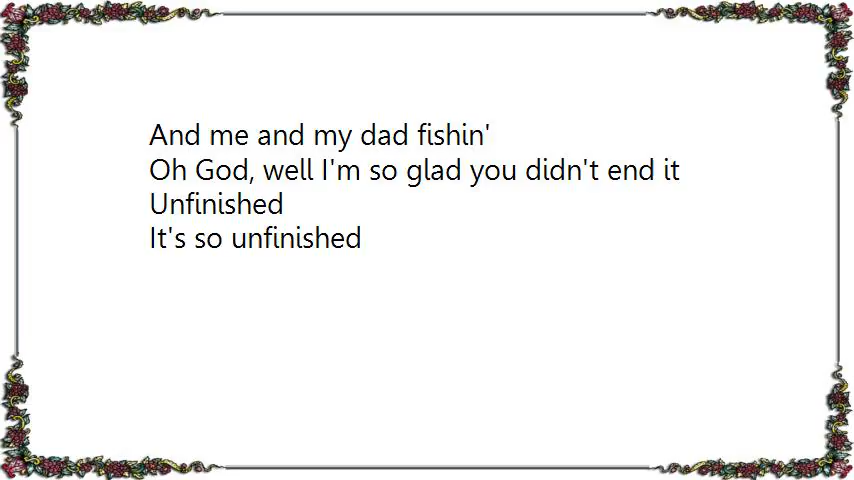 And me and my dad fishin'
Oh God, well I'm so glad you didn't end it
Unfinished
It's so unfinished